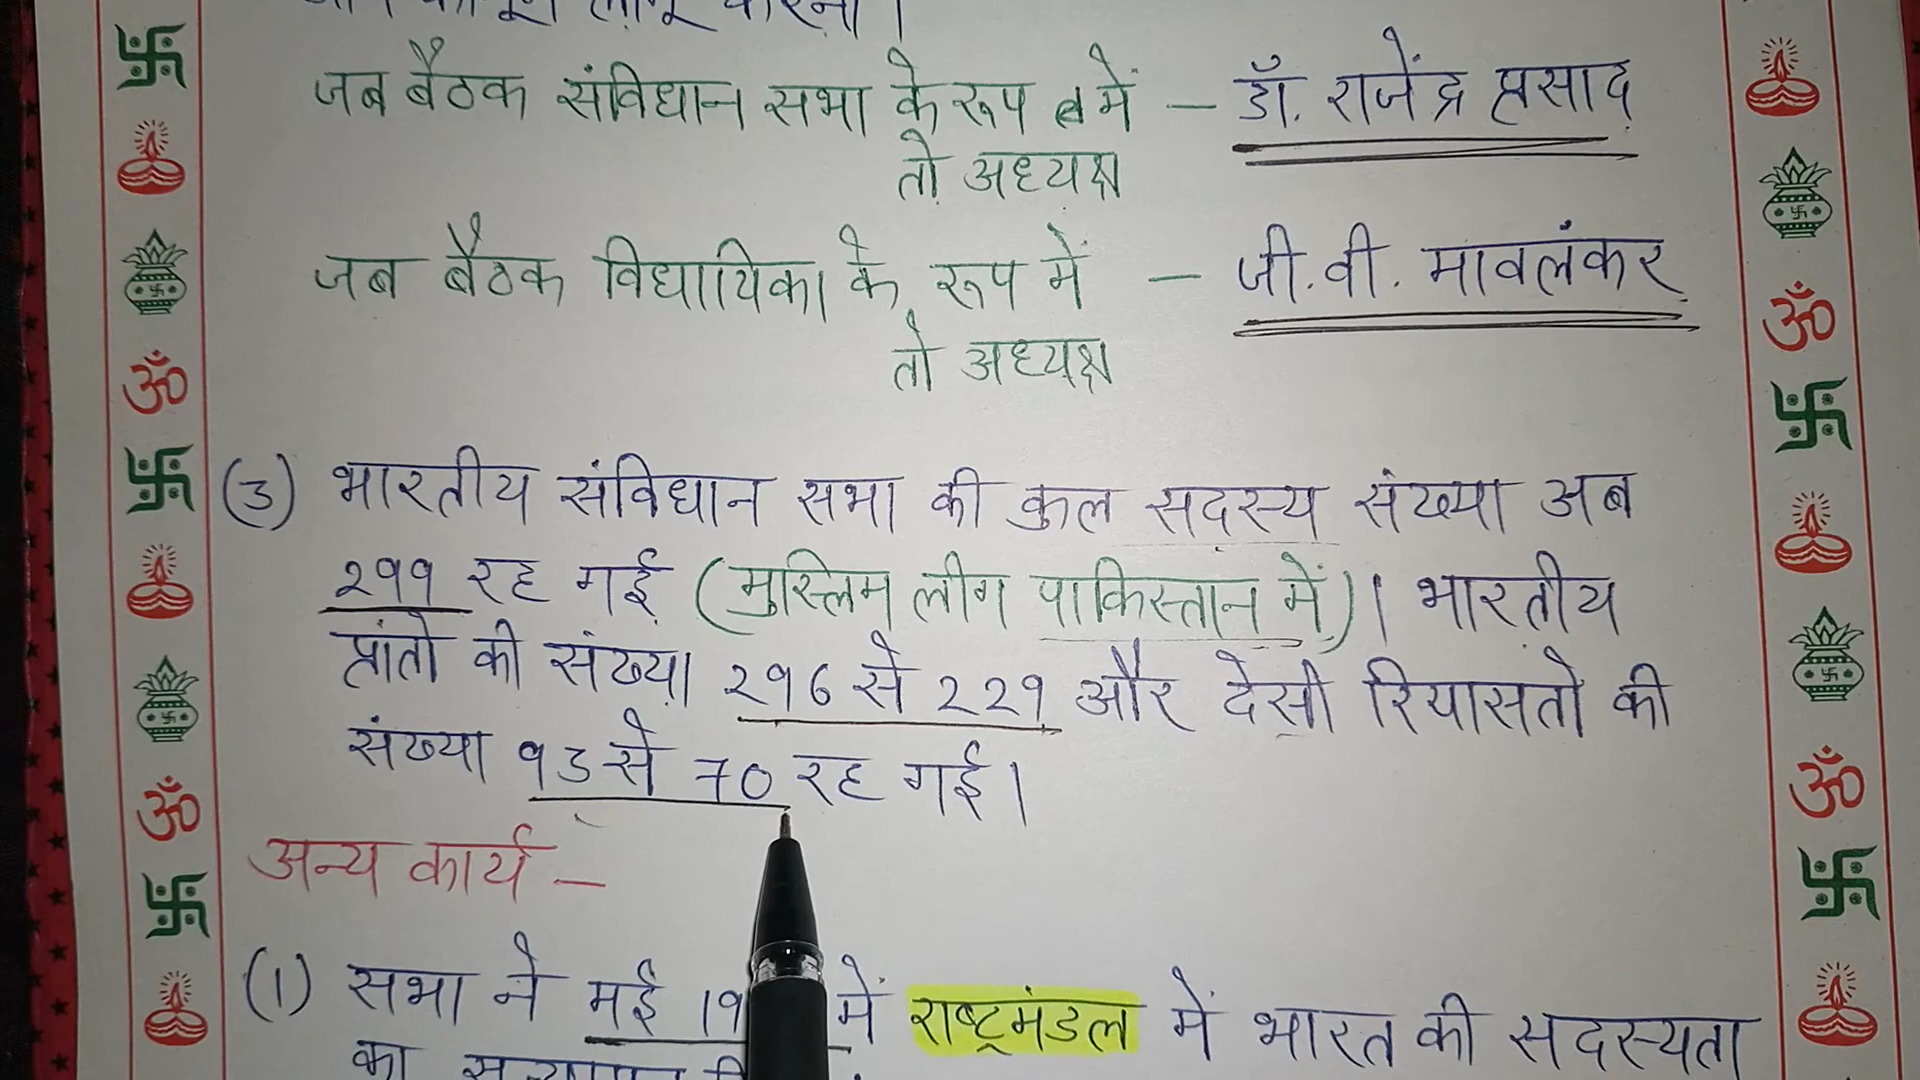 लागू करना।
जब बैठक संविधान सभा के रूप में – डॉ. राजेंद्र प्रसाद
तो अध्यक्ष
जब बैठक विधायिका के रूप में – जी.वी. मावलंकर
तो अध्यक्ष
(3) भारतीय संविधान सभा की कुल सदस्य संख्या अब
299 रह गई (मुस्लिम लीग पाकिस्तान में)। भारतीय
प्रांतो की संख्या 296 से 229 और देसी रियासतो की
संख्या 93 से 70 रह गई।
अन्य कार्य –
(1) सभा ने मई 19 में राष्ट्रमंडल में भारत की सदस्यता
का